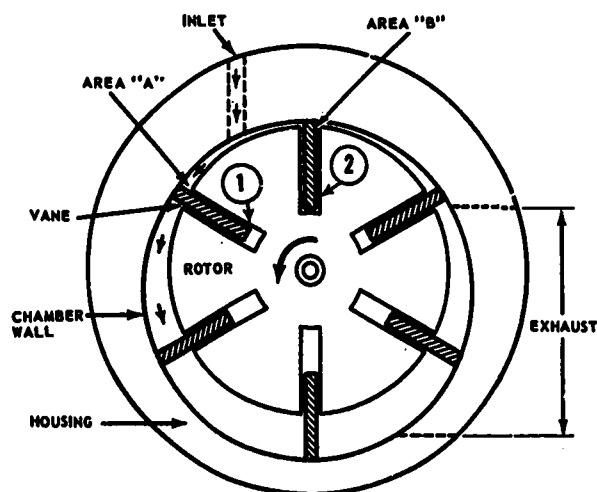 INLET
AREA "B"
AREA "A"
1
2
VANE
ROTOR
CHAMBER
WALL
EXHAUST
HOUSING